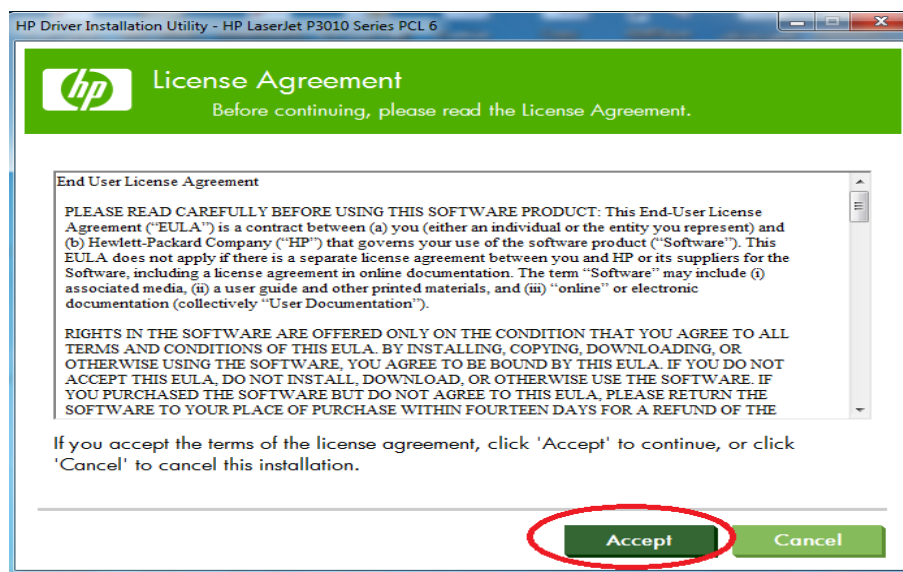 HP Driver Installation Utility - HP LaserJet P3010 Series PCL 6
hp
License Agreement
Before continuing, please read the License Agreement.
End User License Agreement
PLEASE READ CAREFULLY BEFORE USING THIS SOFTWARE PRODUCT: This End-User License
Agreement (“EULA”) is a contract between (a) you (either an individual or the entity you represent) and
(b) Hewlett-Packard Company (“HP”) that governs your use of the software product (“Software”). This
EULA does not apply if there is a separate license agreement between you and HP or its suppliers for the
Software, including a license agreement in online documentation. The term “Software” may include (i)
associated media, (ii) a user guide and other printed materials, and (iii) “online” or electronic
documentation (collectively “User Documentation”).
RIGHTS IN THE SOFTWARE ARE OFFERED ONLY ON THE CONDITION THAT YOU AGREE TO ALL
TERMS AND CONDITIONS OF THIS EULA. BY INSTALLING, COPYING, DOWNLOADING, OR
OTHERWISE USING THE SOFTWARE, YOU AGREE TO BE BOUND BY THIS EULA. IF YOU DO NOT
ACCEPT THIS EULA, DO NOT INSTALL, DOWNLOAD, OR OTHERWISE USE THE SOFTWARE. IF
YOU PURCHASED THE SOFTWARE BUT DO NOT AGREE TO THIS EULA, PLEASE RETURN THE
SOFTWARE TO YOUR PLACE OF PURCHASE WITHIN FOURTEEN DAYS FOR A REFUND OF THE
If you accept the terms of the license agreement, click 'Accept' to continue, or click
'Cancel' to cancel this installation.
Accept Cancel